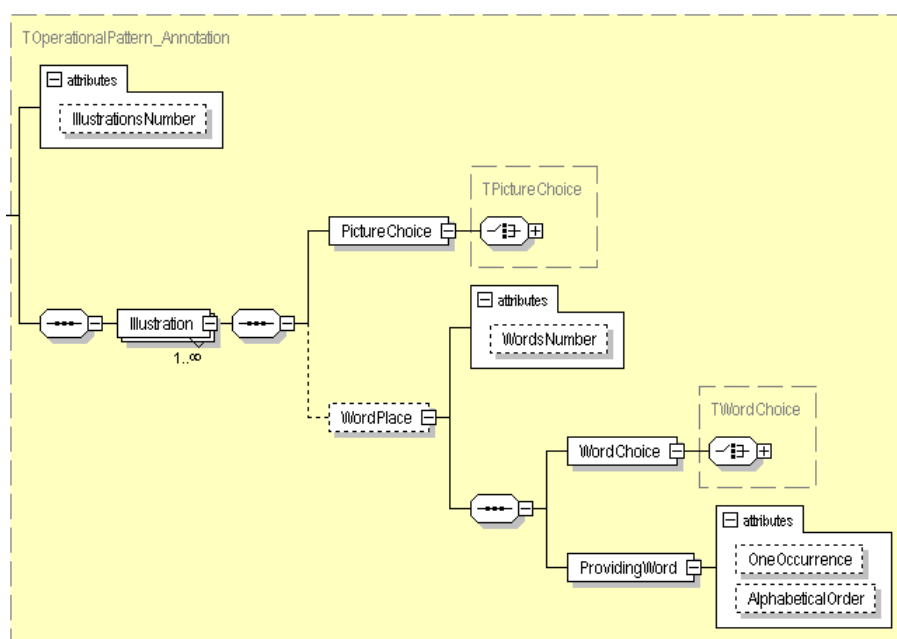 TOperationalPattern_Annotation
attributes
IllustrationsNumber
TPictureChoice
PictureChoice
attributes
Illustration
1..∞
WordsNumber
TWordChoice
WordPlace
WordChoice
attributes
OneOccurrence
ProvidingWord
AlphabeticalOrder